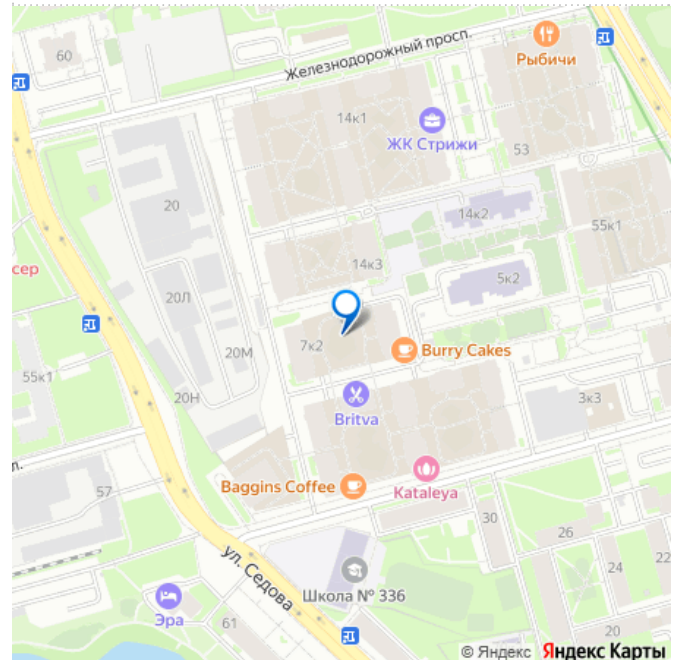 60
Железнодорожный просп.
Рыбичи
14к1
ЖК Стрижи
53
20
14к2
55к1
сер
14к3
5к2
20Л
7к2
20М
Burry Cakes
55к1
20Н
Britva
3к3
л.
57
Baggins Coffee
Kataleya
30
26
ул. Седова
24
22
Школа № 336
Эра
61
20
© Яндекс Яндекс Карты